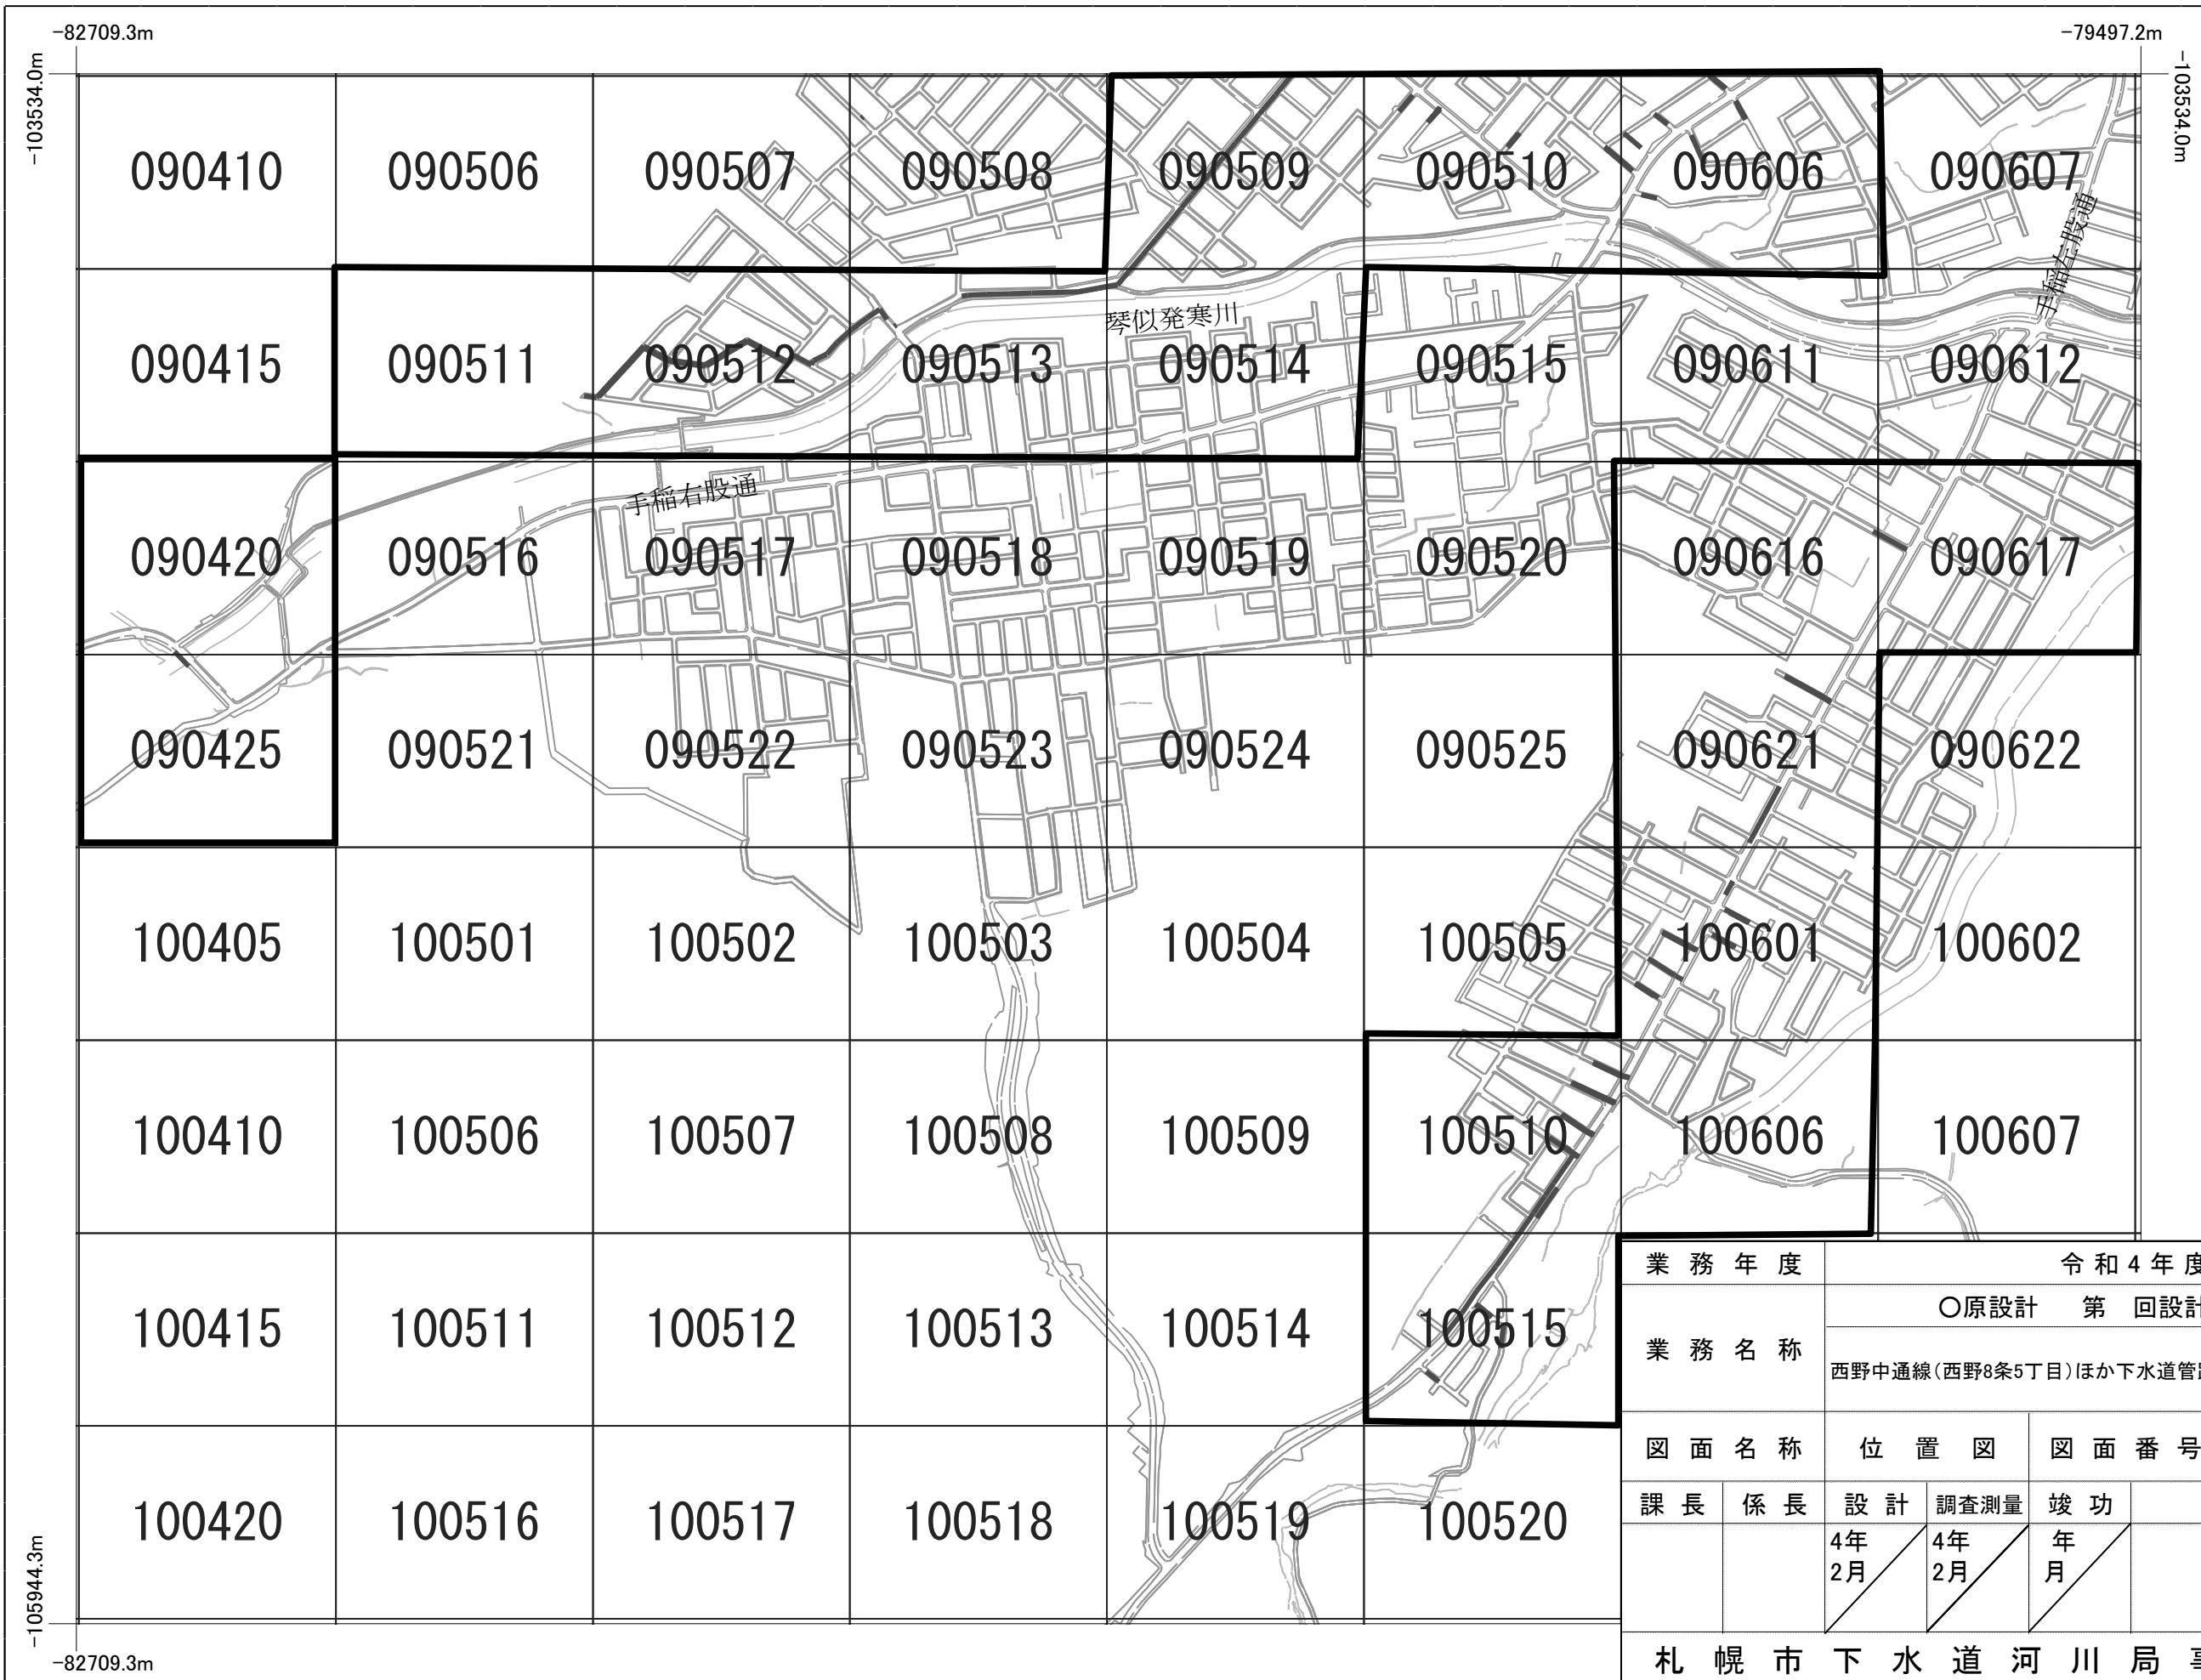 -82709.3m
-79497.2m
-103534.0m
-103534.0m
090410 090506 090507 090508 090509 090510 090606 090607
手稲左股通
琴似発寒川
090415 090511 090512 090513 090514 090515 090611 090612
手稲右股通
090420 090516 090517 090518 090519 090520 090616 090617
090425 090521 090522 090523 090524 090525 090621 090622
100405 100501 100502 100503 100504 100505 100601 100602
100410 100506 100507 100508 100509 100510 100606 100607
100415 100511 100512 100513 100514 100515
100420 100516 100517 100518 100519 100520
-105944.3m
-82709.3m
業務年度 令和4年度
業務名称 〇原設計 第 回設計
西野中通線(西野8条5丁目)ほか下水道管
図面名称 位置図 図面番号
課長 係長 設計 調査測量 竣功
4年 4年 年
2月 2月 月
札幌市下水道河川局